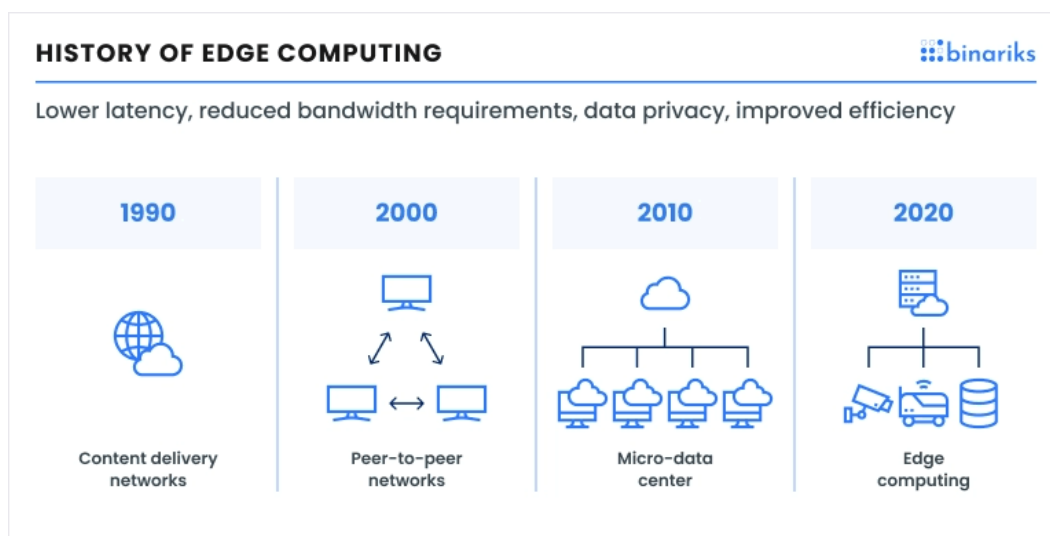 HISTORY OF EDGE COMPUTING
binariks
Lower latency, reduced bandwidth requirements, data privacy, improved efficiency
1990
2000
2010
2020
Content delivery
networks
Peer-to-peer
networks
Micro-data
center
Edge
computing